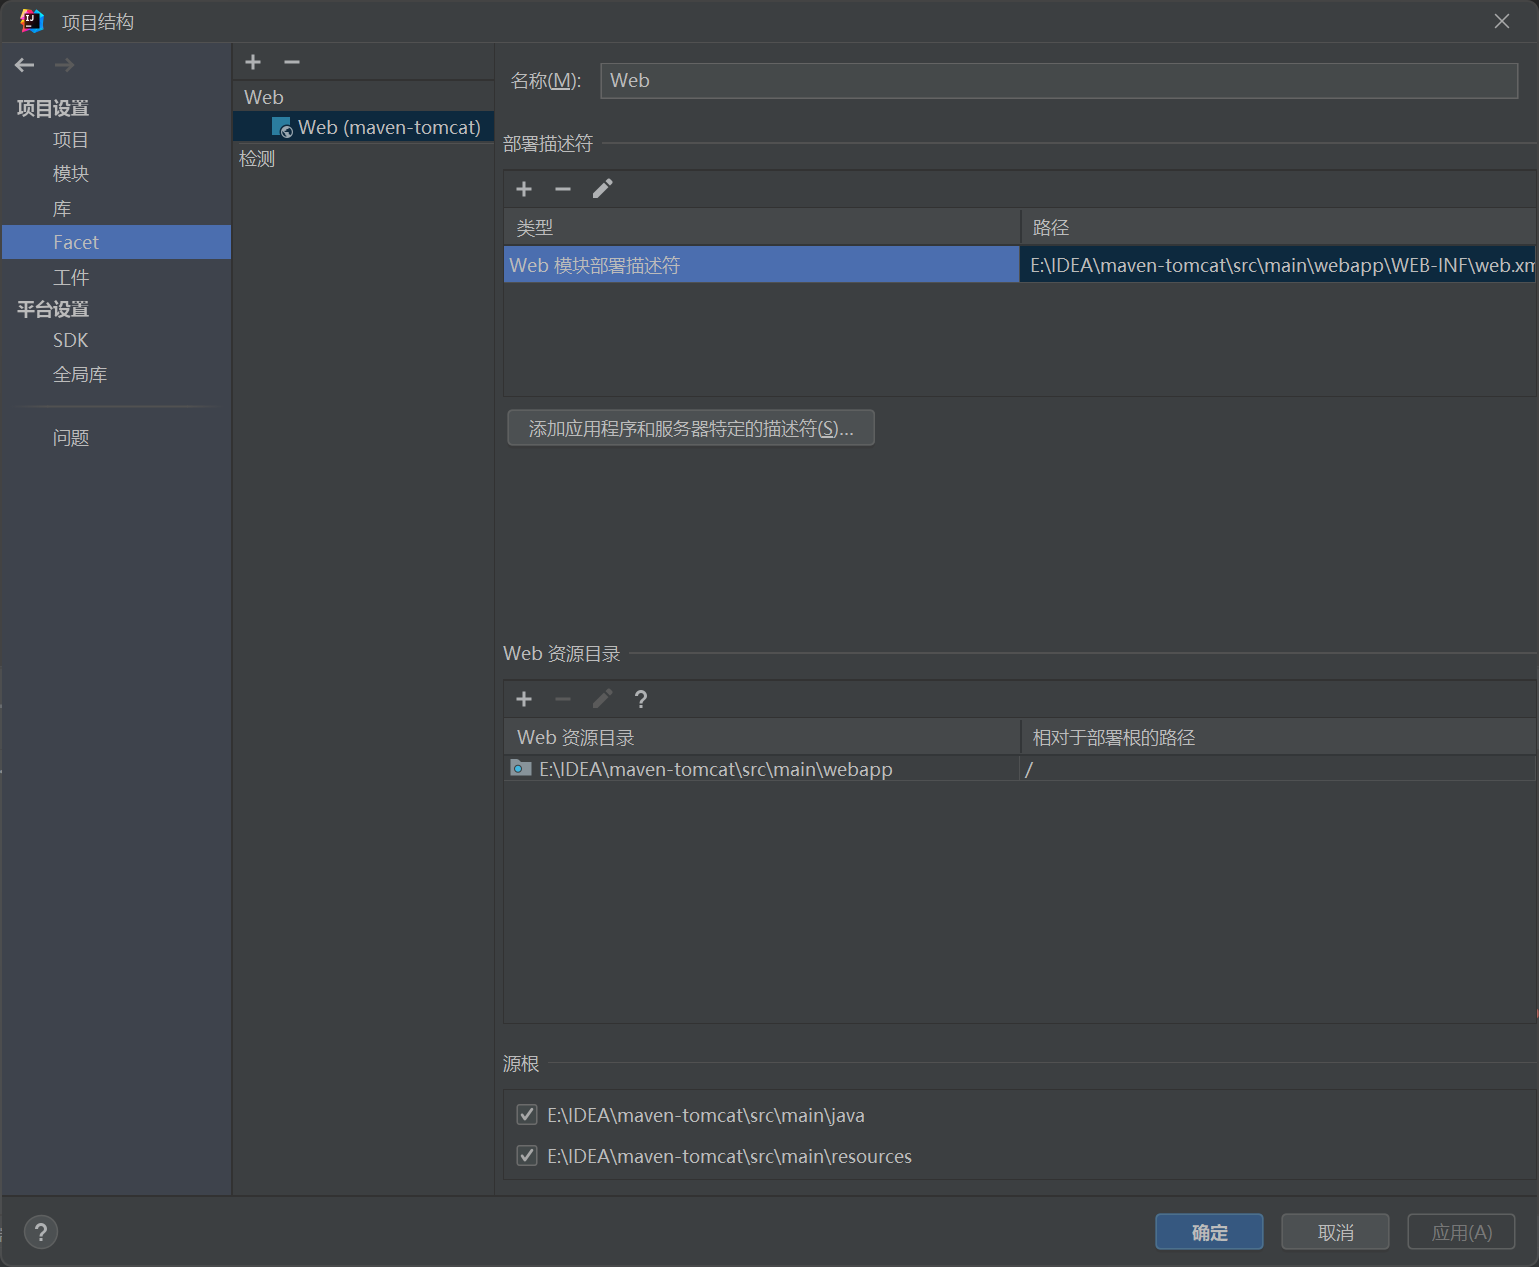 项目结构
项目设置
项目
模块
库
Facet
工件
平台设置
SDK
全局库
问题
Web
Web (maven-tomcat)
检测
名称(M):
Web
部署描述符
类型
路径
Web 模块部署描述符
E:\IDEA\maven-tomcat\src\main\webapp\WEB-INF\web.xm
添加应用程序和服务器特定的描述符(S)...
Web 资源目录
?
Web 资源目录
相对于部署根的路径
E:\IDEA\maven-tomcat\src\main\webapp
/
源根
E:\IDEA\maven-tomcat\src\main\java
E:\IDEA\maven-tomcat\src\main\resources
?
确定
取消
应用(A)